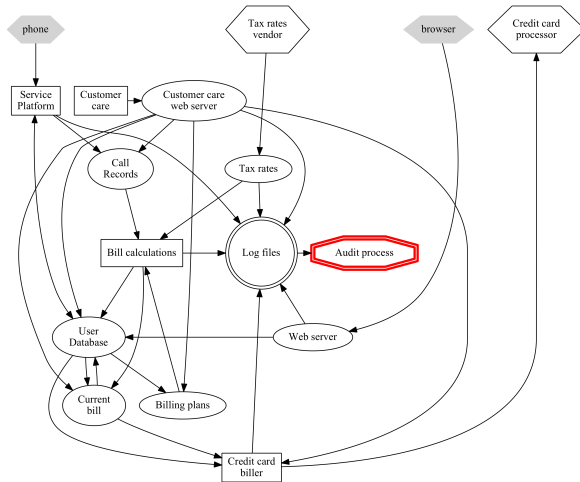 phone
Tax rates
vendor
browser
Credit card
processor
Service
Platform
Customer
care
Customer care
web server
Call
Records
Tax rates
Bill calculations
Log files
Audit process
User
Database
Web server
Current
bill
Billing plans
Credit card
biller